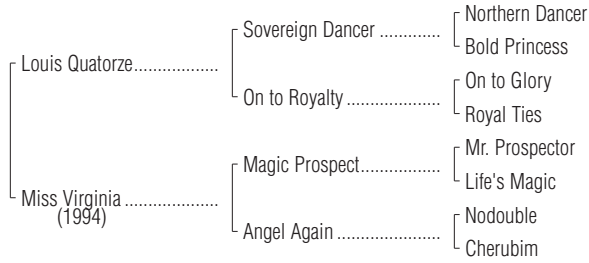 Northern Dancer
Sovereign Dancer .............
Bold Princess
Louis Quatorze..................
On to Glory
On to Royalty ....................
Royal Ties
Mr. Prospector
Magic Prospect.................
Life's Magic
Miss Virginia ....................
(1994)
Nodouble
Angel Again ......................
Cherubim